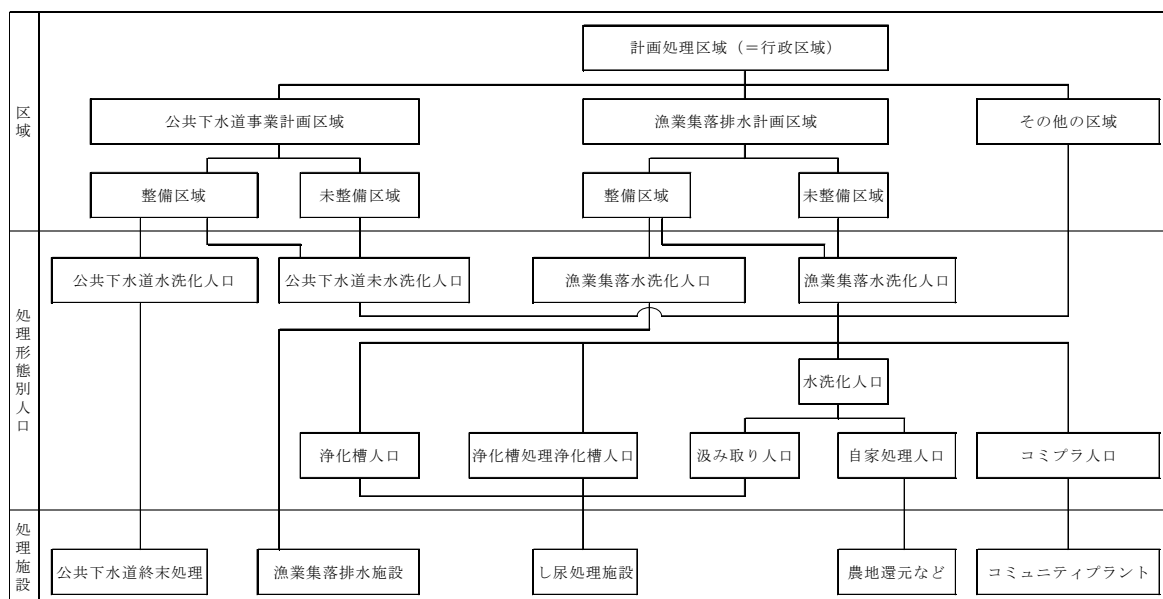 計画処理区域（＝行政区域）
区域
公共下水道事業計画区域
漁業集落排水計画区域
その他の区域
整備区域
未整備区域
整備区域
未整備区域
処理形態別人口
公共下水道水洗化人口
公共下水道未水洗化人口
漁業集落水洗化人口
漁業集落水洗化人口
水洗化人口
浄化槽人口
浄化槽処理浄化槽人口
汲み取り人口
自家処理人口
コミプラ人口
処理施設
公共下水道終末処理
漁業集落排水施設
し尿処理施設
農地還元など
コミュニティプラント